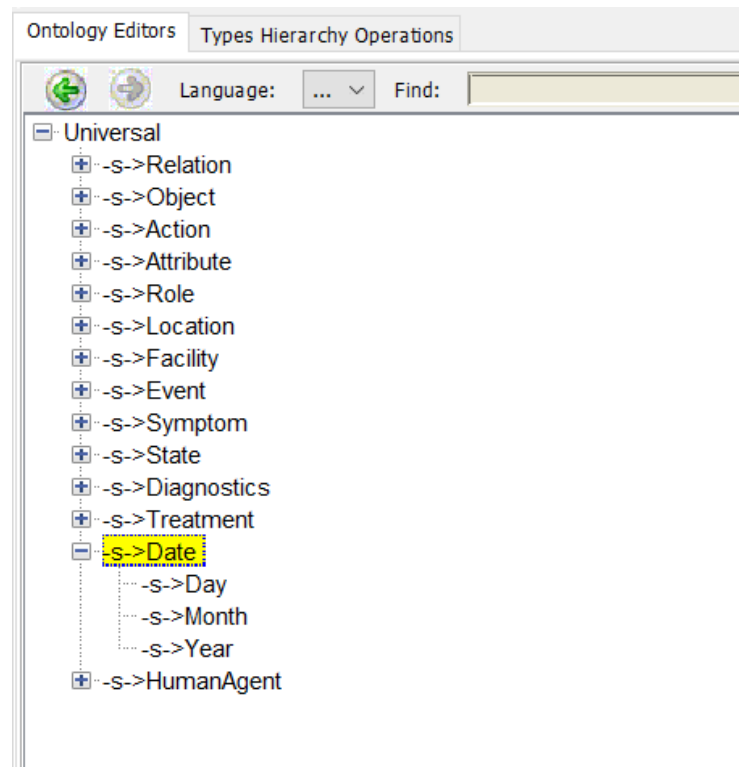 Ontology Editors Types Hierarchy Operations
Language: ... Find:
Universal
-s->Relation
-s->Object
-s->Action
-s->Attribute
-s->Role
-s->Location
-s->Facility
-s->Event
-s->Symptom
-s->State
-s->Diagnostics
-s->Treatment
-s->Date
-s->Day
-s->Month
-s->Year
-s->HumanAgent